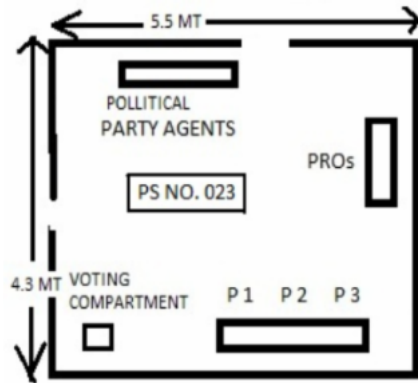 5.5 MT
POLLITICAL
PARTY AGENTS
PROs
PS NO. 023
4.3 MT
VOTING
COMPARTMENT
P 1 P 2 P 3